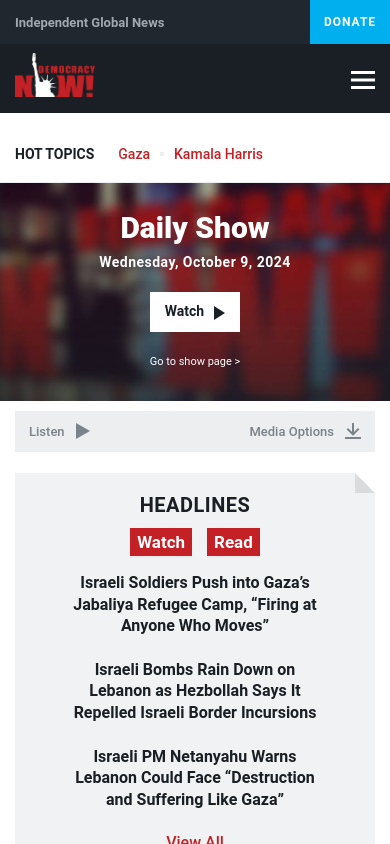 Independent Global News
DONATE
DEMOCRACY
NOW!
HOT TOPICS
Gaza
Kamala Harris
Daily Show
Wednesday, October 9, 2024
Watch
Go to show page >
Listen
Media Options
HEADLINES
Watch
Read
Israeli Soldiers Push into Gaza’s
Jabaliya Refugee Camp, “Firing at
Anyone Who Moves”
Israeli Bombs Rain Down on
Lebanon as Hezbollah Says It
Repelled Israeli Border Incursions
Israeli PM Netanyahu Warns
Lebanon Could Face “Destruction
and Suffering Like Gaza”
View All